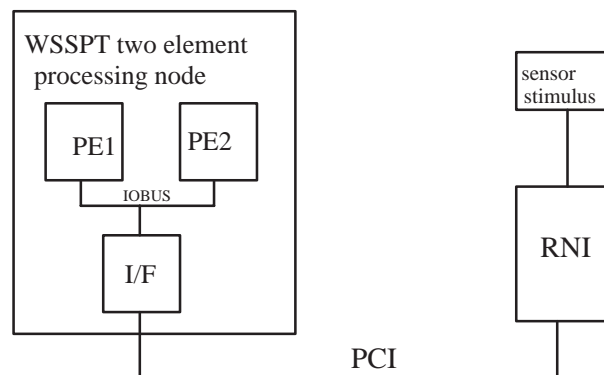 WSSPT two element
processing node
PE1
PE2
IOBUS
I/F
PCI
sensor
stimulus
RNI